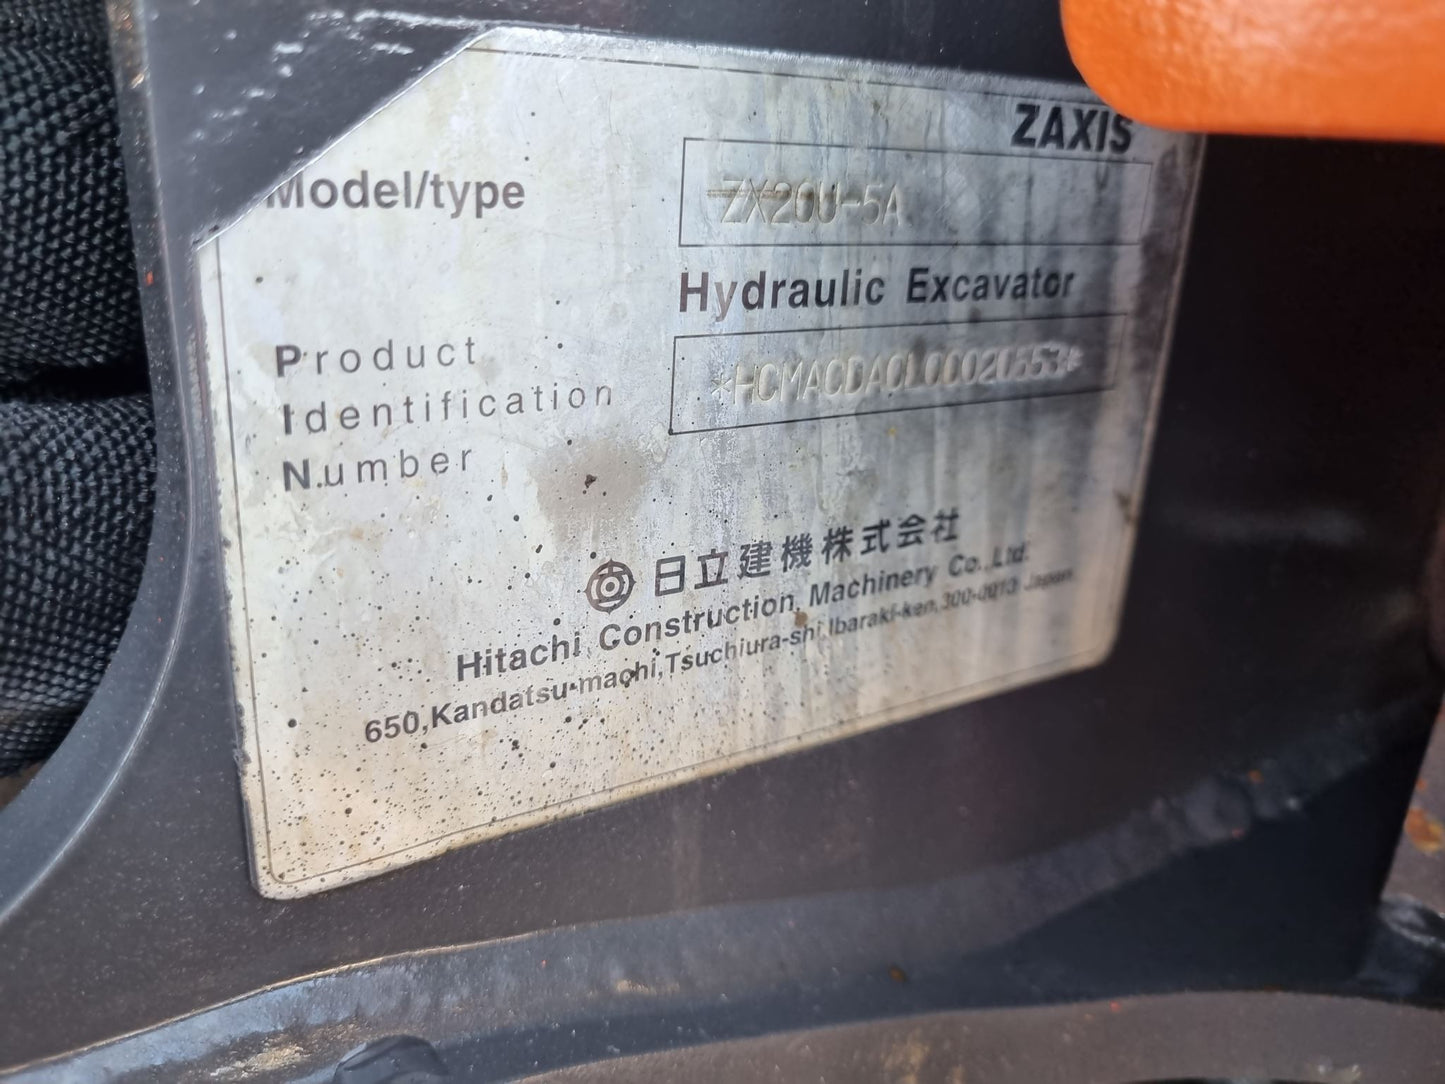 ZAXIS
Model/type
ZX20U-5A
Hydraulic Excavator
Product
Identification
Number
日立建機株式会社
Hitachi Construction Machinery Co.,Ltd.
650,Kandatsu-machi,Tsuchiura-shi,Ibaraki-ken,300-0013 Japan